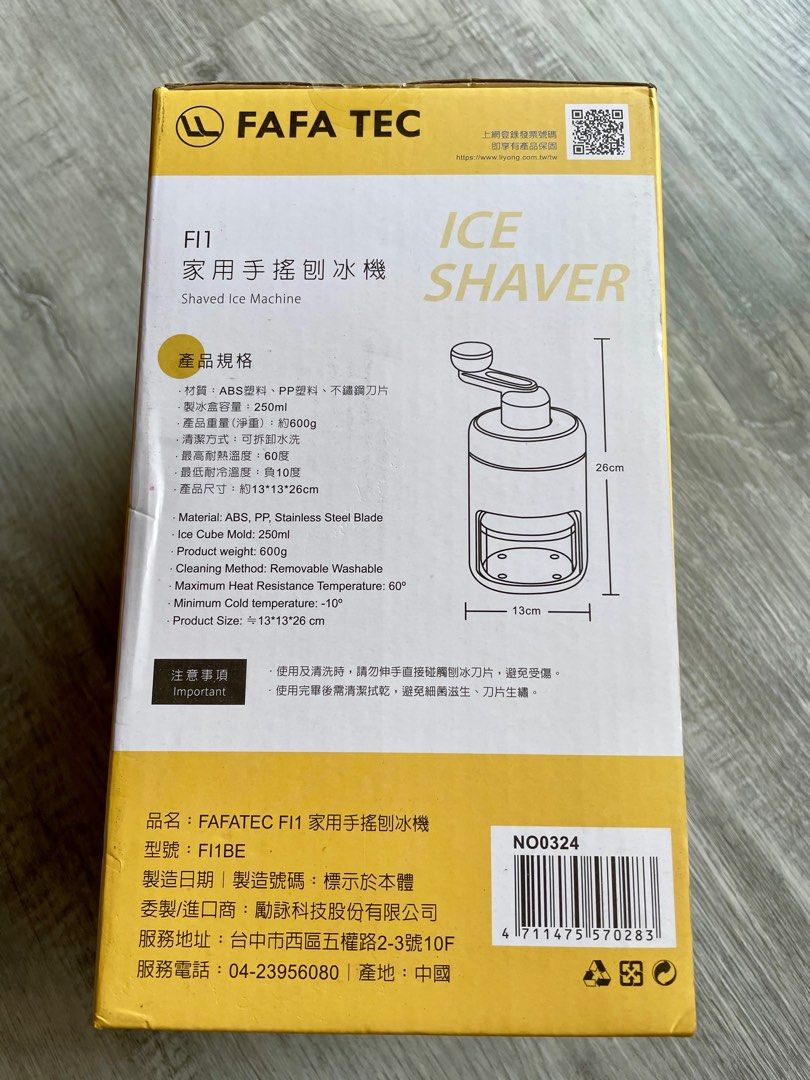 FAFA TEC
上網登錄發票號碼
即享有產品保固
https://www.liyong.com.tw/tw
FI1
家用手搖刨冰機
Shaved Ice Machine
ICE
SHAVER
產品規格
·材質：ABS塑料、PP塑料、不鏽鋼刀片
·製冰盒容量：250ml
·產品重量(淨重)：約600g
·清潔方式：可拆卸水洗
·最高耐熱溫度：60度
·最低耐冷溫度：負10度
·產品尺寸：約13*13*26cm
· Material: ABS, PP, Stainless Steel Blade
· Ice Cube Mold: 250ml
· Product weight: 600g
· Cleaning Method: Removable Washable
· Maximum Heat Resistance Temperature: 60º
· Minimum Cold temperature: -10º
· Product Size: ≒13*13*26 cm
26cm
13cm
注意事項
Important
·使用及清洗時，請勿伸手直接碰觸刨冰刀片，避免受傷。
·使用完畢後需清潔拭乾，避免細菌滋生、刀片生繡。
品名：FAFATEC FI1 家用手搖刨冰機
型號：FI1BE
製造日期｜製造號碼：標示於本體
委製/進口商：勵詠科技股份有限公司
服務地址：台中市西區五權路2-3號10F
服務電話：04-23956080｜產地：中國
NO0324
4 711475 570283